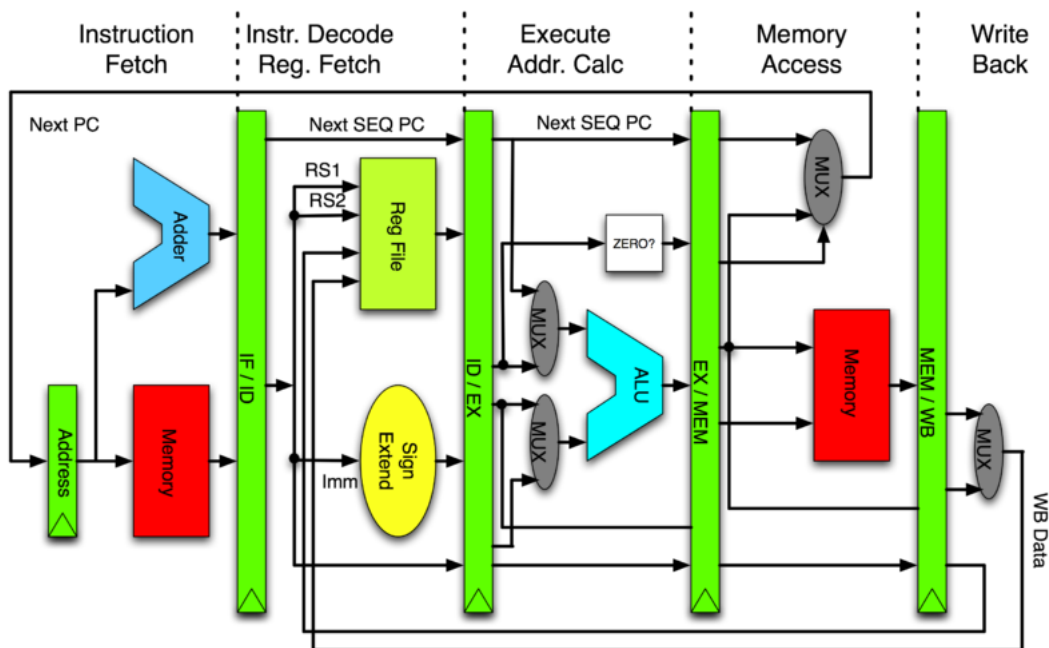 Instruction
Fetch
Instr. Decode
Reg. Fetch
Execute
Addr. Calc
Memory
Access
Write
Back
Next PC
Next SEQ PC
Next SEQ PC
Adder
RS1
RS2
Reg File
ZERO?
MUX
MUX
MUX
ALU
IF / ID
ID / EX
EX / MEM
MEM / WB
Memory
MUX
Address
Memory
Sign
Extend
Imm
WB Data